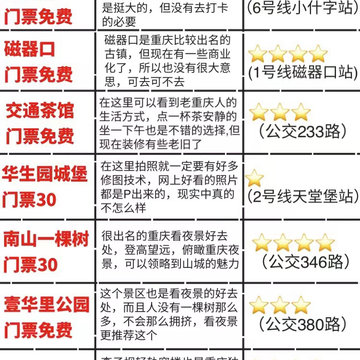 门票免费
是挺大的，但没有去打卡
的必要
(6号线小什字站)
磁器口
门票免费
磁器口是重庆比较出名的
古镇，但现在有一些商业
化了，所以也没有很大意
思，可去可不去
(1号线磁器口站)
交通茶馆
门票免费
在这里可以看到老重庆人的
生活方式，点一杯茶安静的
坐一下午也是不错的选择,但
现在装修有些老旧了
（公交233路）
华生园城堡
门票30
在这里拍照就一定要有好多
修图技术，网上好看的照片
都是P出来的，现实中真的
不怎么样
(2号线天堂堡站)
南山一棵树
门票30
很出名的重庆看夜景好去
处，登高望远，俯瞰重庆夜
景，可以领略到山城的魅力
（公交346路）
壹华里公园
门票免费
这个景区也是看夜景的好去
处，而且人没有一棵树那么
多，不会那么拥挤，看夜景
更推荐这个
（公交380路）